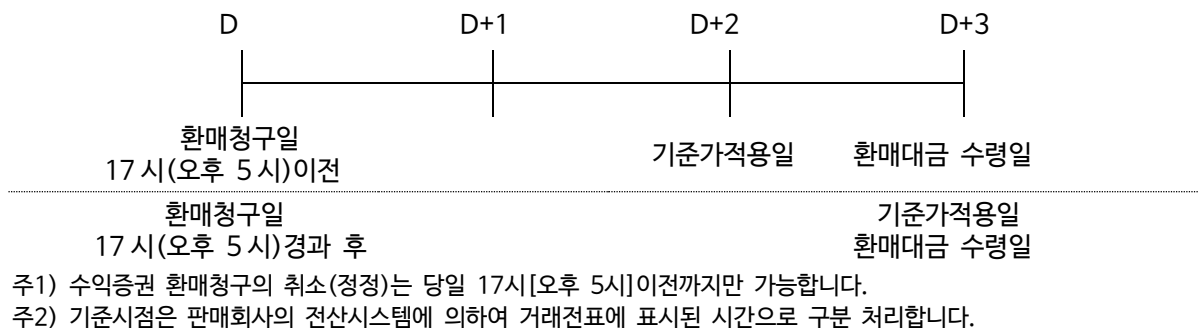 D D+1 D+2 D+3
환매청구일
17 시(오후 5 시)이전 기준가적용일 환매대금 수령일
환매청구일 기준가적용일
17 시(오후 5 시)경과 후 환매대금 수령일
주1) 수익증권 환매청구의 취소(정정)는 당일 17시[오후 5시]이전까지만 가능합니다.
주2) 기준시점은 판매회사의 전산시스템에 의하여 거래전표에 표시된 시간으로 구분 처리합니다.